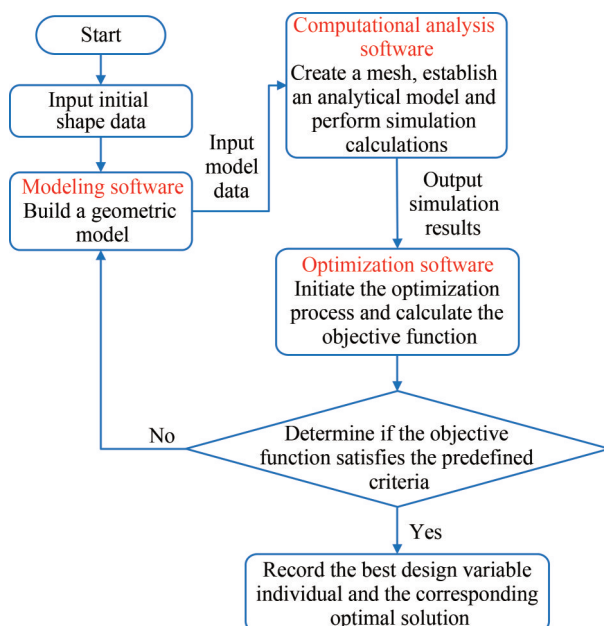 Start
Input initial
shape data
Modeling software
Build a geometric
model
Input
model
data
Computational analysis
software
Create a mesh, establish
an analytical model and
perform simulation
calculations
Output
simulation
results
Optimization software
Initiate the optimization
process and calculate the
objective function
Determine if the objective
function satisfies the predefined
criteria
No
Yes
Record the best design variable
individual and the corresponding
optimal solution